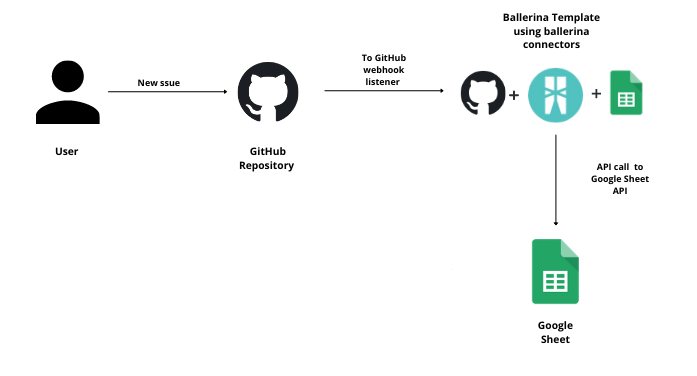 Ballerina Template
using ballerina
connectors
To GitHub
webhook
listener
New ssue
+
+
User
GitHub
Repository
API call to
Google Sheet
API
Google
Sheet